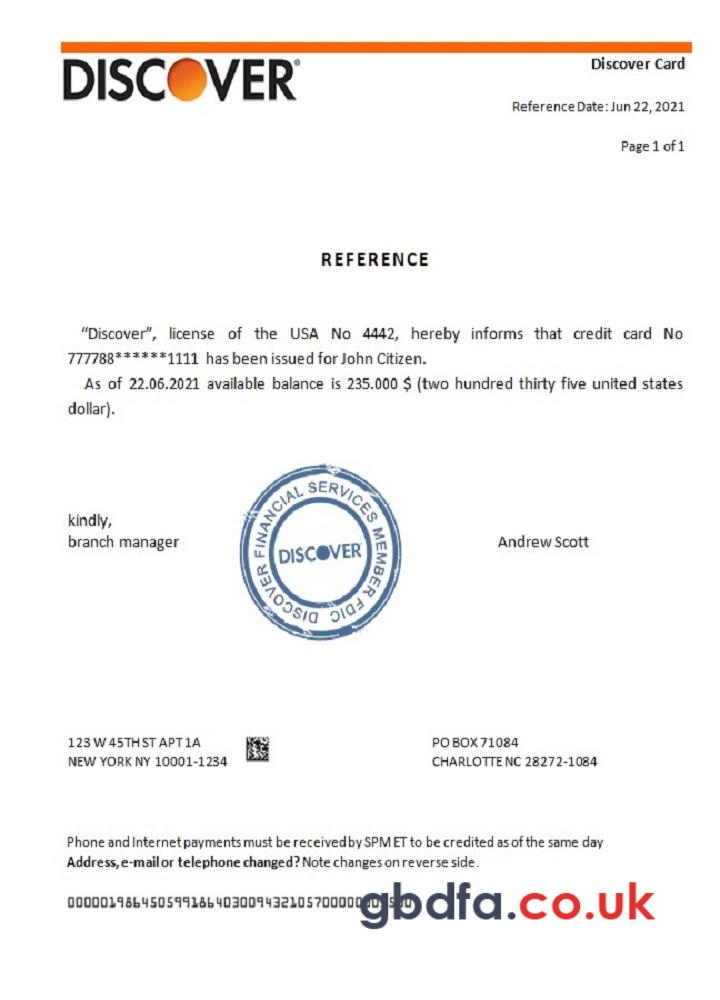 DISCOVER®
Discover Card
Reference Date: Jun 22, 2021
Page 1 of 1
REFERENCE
“Discover”, license of the USA No 4442, hereby informs that credit card No
777788******1111 has been issued for John Citizen.
As of 22.06.2021 available balance is 235.000 $ (two hundred thirty five united states
dollar).
kindly,
branch manager
DISCOVER FINANCIAL SERVICES MEMBER FDIC
DISCOVER
Andrew Scott
123 W 45TH ST APT 1A
NEW YORK NY 10001-1234
PO BOX 71084
CHARLOTTE NC 28272-1084
Phone and Internet payments must be received by 5PM ET to be credited as of the same day
Address, e-mail or telephone changed? Note changes on reverse side.
gbdfa.co.uk